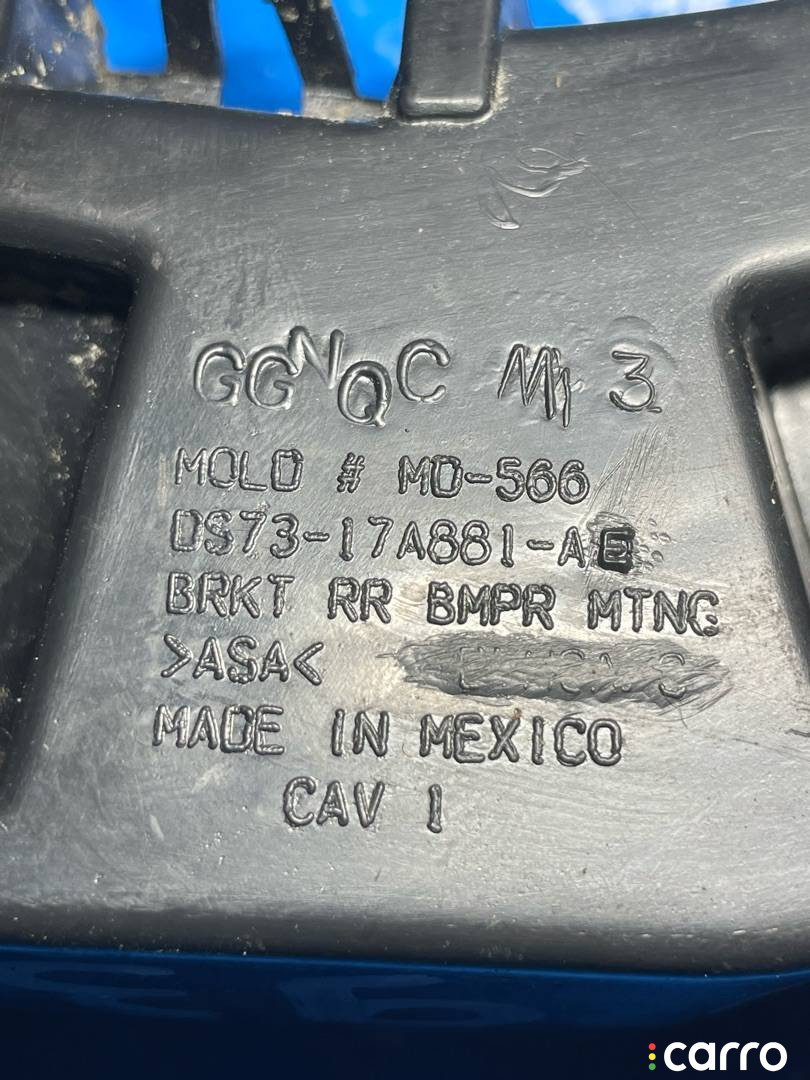 GGNQC M1 3
MOLD # MD-566
DS73-17A881-AE
BRKT RR BMPR MTNG
>ASA<
MADE IN MEXICO
CAV 1
carro